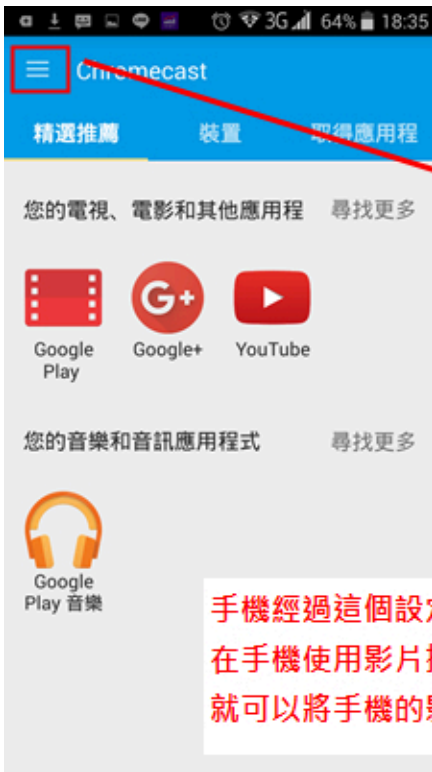 3G 64% 18:35
Chromecast
精選推薦 裝置 取得應用程
您的電視、電影和其他應用程 尋找更多
G+
Google Play
Google+
YouTube
您的音樂和音訊應用程式 尋找更多
Google
Play 音樂
手機經過這個設
在手機使用影片
就可以將手機的